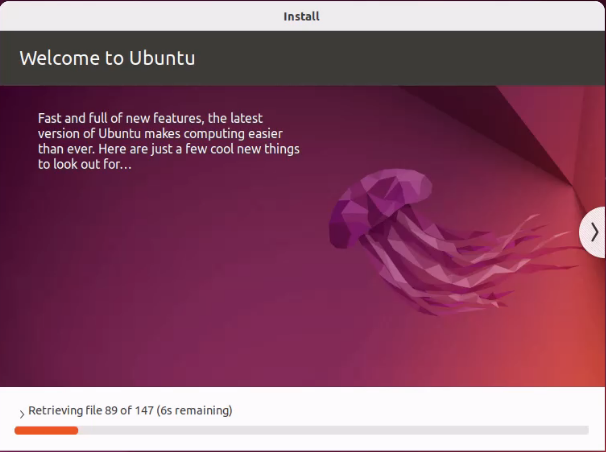 Install
Welcome to Ubuntu
Fast and full of new features, the latest
version of Ubuntu makes computing easier
than ever. Here are just a few cool new things
to look out for...
Retrieving file 89 of 147 (6s remaining)